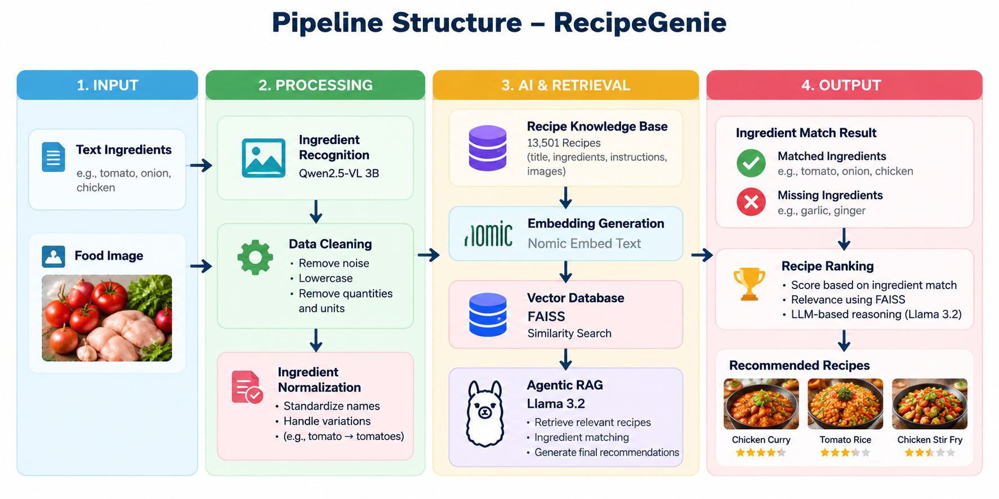 Pipeline Structure – RecipeGenie
1. INPUT
Text Ingredients
e.g., tomato, onion,
chicken
Food Image
2. PROCESSING
Ingredient
Recognition
Qwen2.5-VL 3B
Data Cleaning
• Remove noise
• Lowercase
• Remove quantities
and units
Ingredient
Normalization
• Standardize names
• Handle variations
• (e.g., tomato → tomatoes)
3. AI & RETRIEVAL
Recipe Knowledge Base
13,501 Recipes
(title, ingredients, instructions,
images)
nomic
Embedding Generation
Nomic Embed Text
Vector Database
FAISS
Similarity Search
Agentic RAG
Llama 3.2
• Retrieve relevant recipes
• Ingredient matching
• Generate final recommendations
4. OUTPUT
Ingredient Match Result
Matched Ingredients
e.g., tomato, onion, chicken
Missing Ingredients
e.g., garlic, ginger
Recipe Ranking
• Score based on ingredient match
• Relevance using FAISS
• LLM-based reasoning (Llama 3.2)
Recommended Recipes
Chicken Curry
Tomato Rice
Chicken Stir Fry